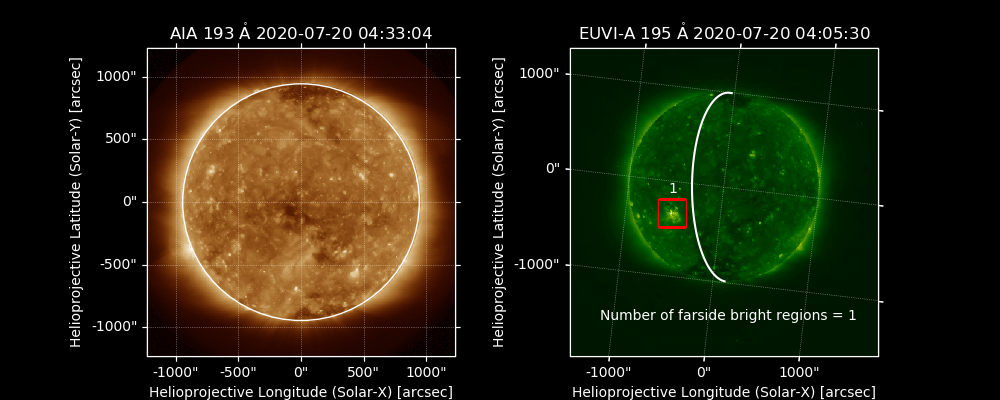 AIA 193 Å 2020-07-20 04:33:04
1000"
500"
0"
-500"
-1000"
-1000"
-500"
0"
500"
1000"
Helioprojective Longitude (Solar-X) [arcsec]
Helioprojective Latitude (Solar-Y) [arcsec]
EUVI-A 195 Å 2020-07-20 04:05:30
1000"
0"
-1000"
1
Number of farside bright regions = 1
-1000"
0"
1000"
Helioprojective Longitude (Solar-X) [arcsec]
Helioprojective Latitude (Solar-Y) [arcsec]